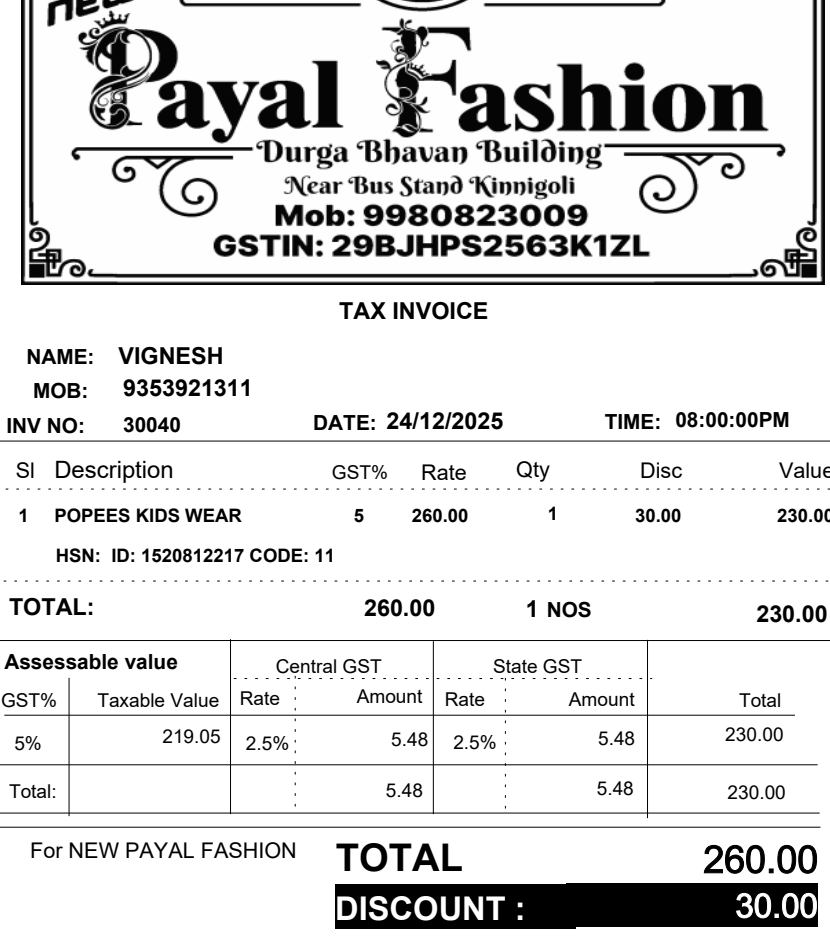 new
Payal Fashion
Durga Bhavan Building
Near Bus Stand Kinnigoli
Mob: 9980823009
GSTIN: 29BJHPS2563K1ZL
TAX INVOICE
NAME: VIGNESH
MOB: 9353921311
INV NO: 30040 DATE: 24/12/2025 TIME: 08:00:00PM
Sl Description GST% Rate Qty Disc Value
1 POPEES KIDS WEAR 5 260.00 1 30.00 230.00
HSN: ID: 1520812217 CODE: 11
TOTAL: 260.00 1 NOS 230.00
Assessable value Central GST State GST
GST% Taxable Value Rate Amount Rate Amount Total
5% 219.05 2.5% 5.48 2.5% 5.48 230.00
Total: 5.48 5.48 230.00
For NEW PAYAL FASHION TOTAL 260.00
DISCOUNT : 30.00